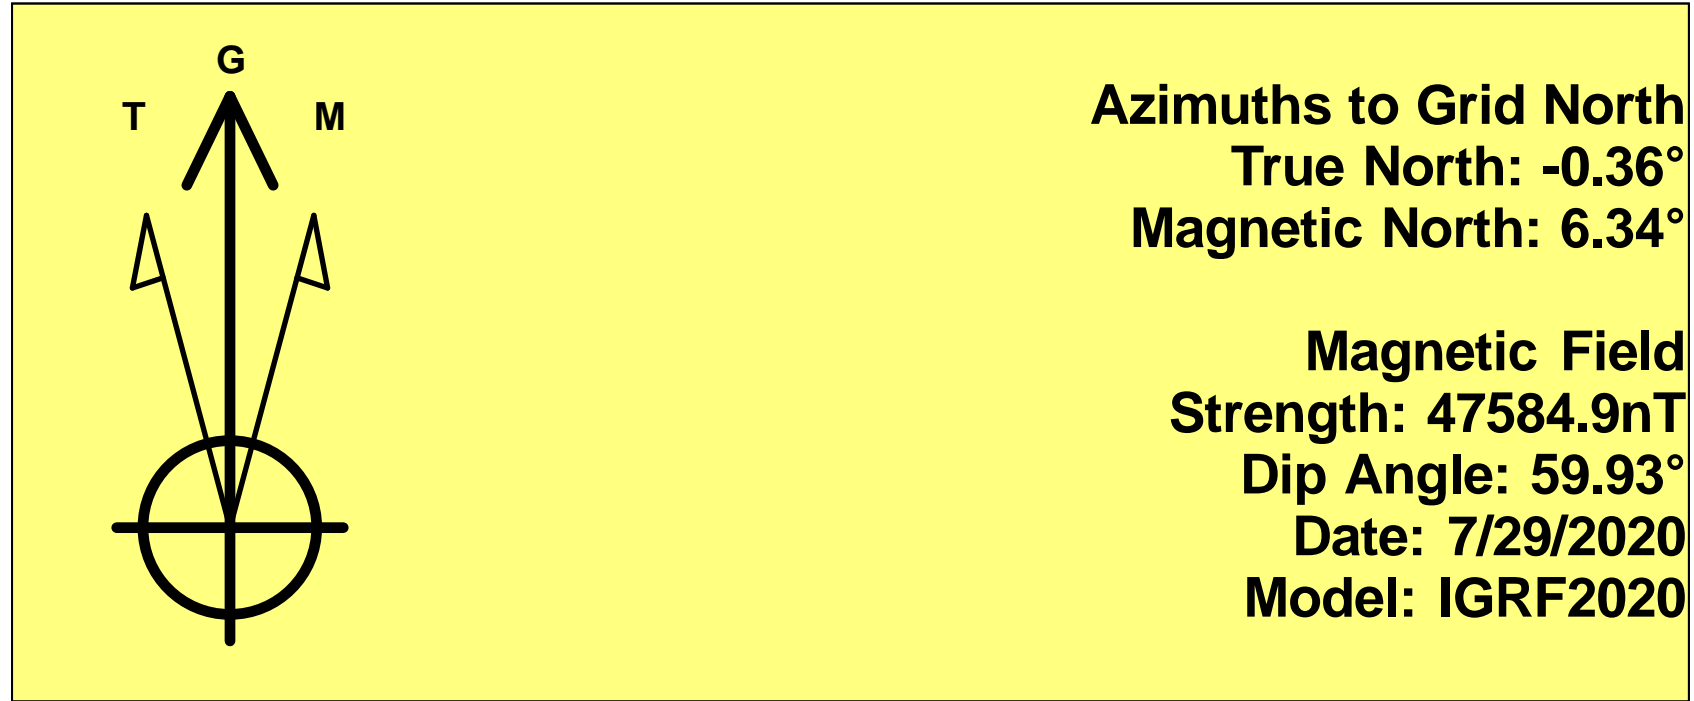 G
T M
Azimuths to Grid North
True North: -0.36°
Magnetic North: 6.34°
Magnetic Field
Strength: 47584.9nT
Dip Angle: 59.93°
Date: 7/29/2020
Model: IGRF2020